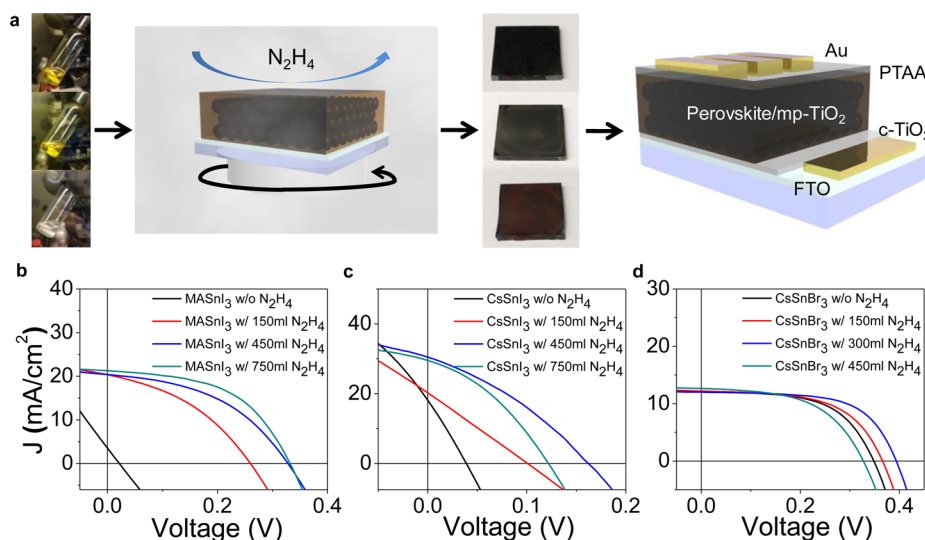 a
N₂H₄
Au
PTAA
Perovskite/mp-TiO₂
c-TiO₂
FTO
b
40
30
20
10
0
J (mA/cm²)
MASnI₃ w/o N₂H₄
MASnI₃ w/ 150ml N₂H₄
MASnI₃ w/ 450ml N₂H₄
MASnI₃ w/ 750ml N₂H₄
0.0 0.2 0.4
Voltage (V)
c
40
20
0
CsSnI₃ w/o N₂H₄
CsSnI₃ w/ 150ml N₂H₄
CsSnI₃ w/ 450ml N₂H₄
CsSnI₃ w/ 750ml N₂H₄
0.0 0.1 0.2
Voltage (V)
d
30
20
10
0
CsSnBr₃ w/o N₂H₄
CsSnBr₃ w/ 150ml N₂H₄
CsSnBr₃ w/ 300ml N₂H₄
CsSnBr₃ w/ 450ml N₂H₄
0.0 0.2 0.4
Voltage (V)